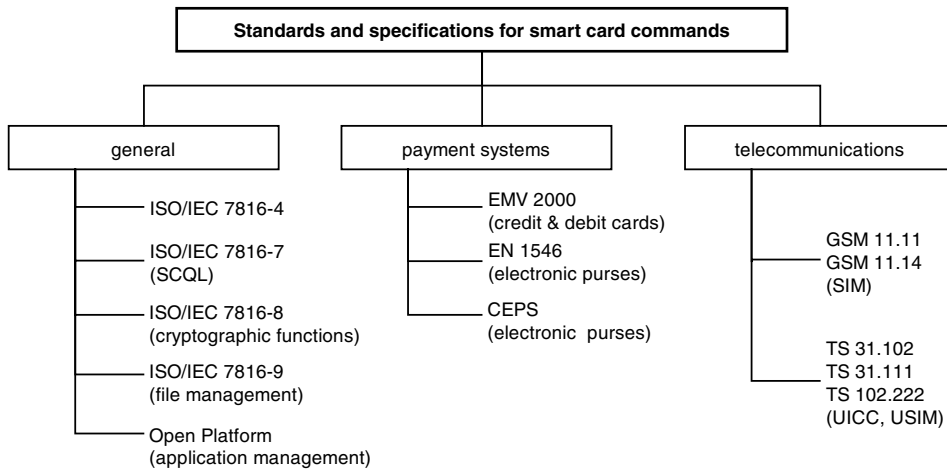 Standards and specifications for smart card commands
general
payment systems
telecommunications
ISO/IEC 7816-4
ISO/IEC 7816-7
(SCQL)
ISO/IEC 7816-8
(cryptographic functions)
ISO/IEC 7816-9
(file management)
Open Platform
(application management)
EMV 2000
(credit & debit cards)
EN 1546
(electronic purses)
CEPS
(electronic purses)
GSM 11.11
GSM 11.14
(SIM)
TS 31.102
TS 31.111
TS 102.222
(UICC, USIM)